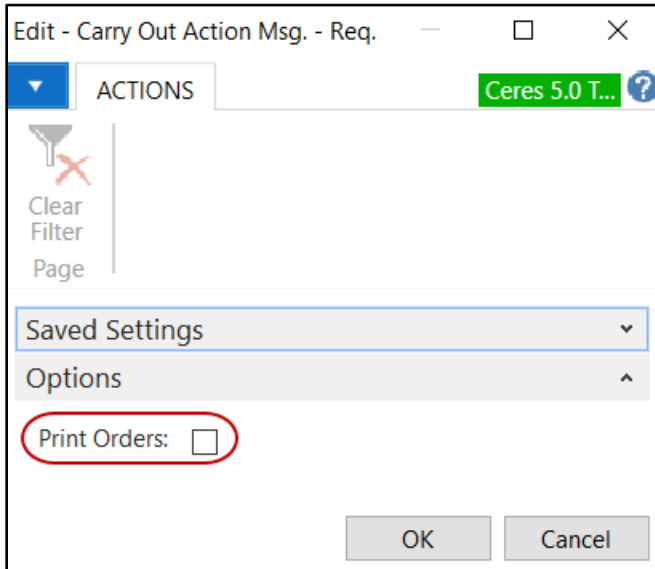 Edit - Carry Out Action Msg. - Req.
ACTIONS
Ceres 5.0 T...
?
Clear
Filter
Page
Saved Settings
Options
Print Orders:
OK
Cancel